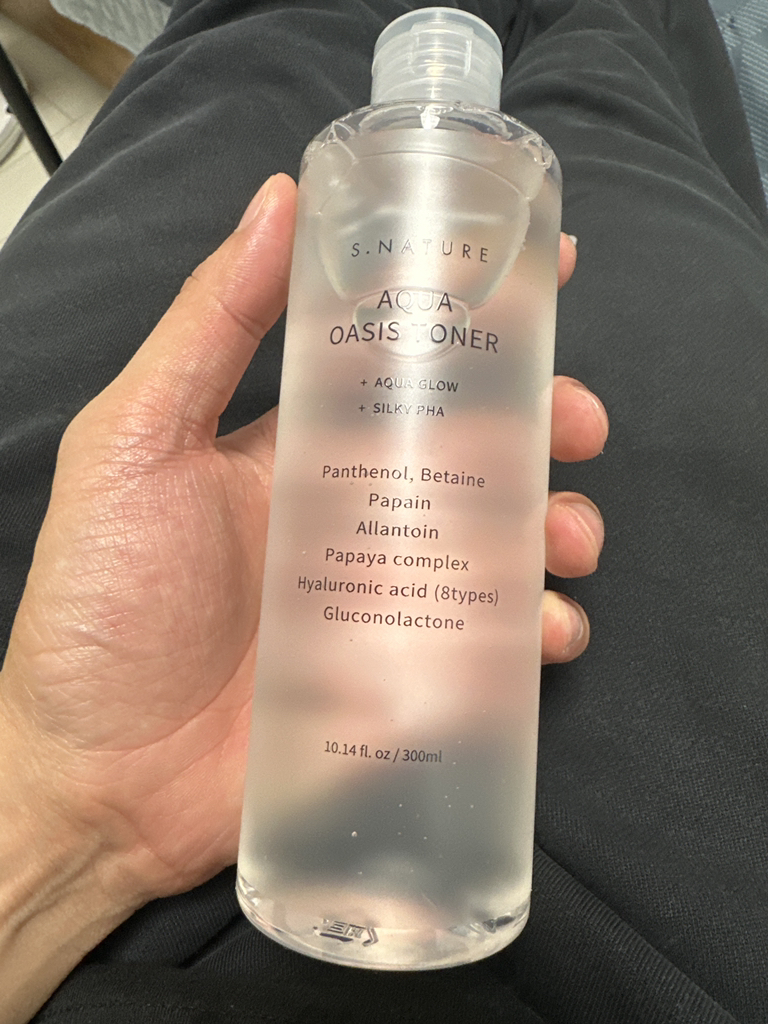 S.NATURE
AQUA
OASIS TONER
+ AQUA GLOW
+ SILKY PHA
Panthenol, Betaine
Papain
Allantoin
Papaya complex
Hyaluronic acid (8types)
Gluconolactone
10.14 fl. oz / 300ml